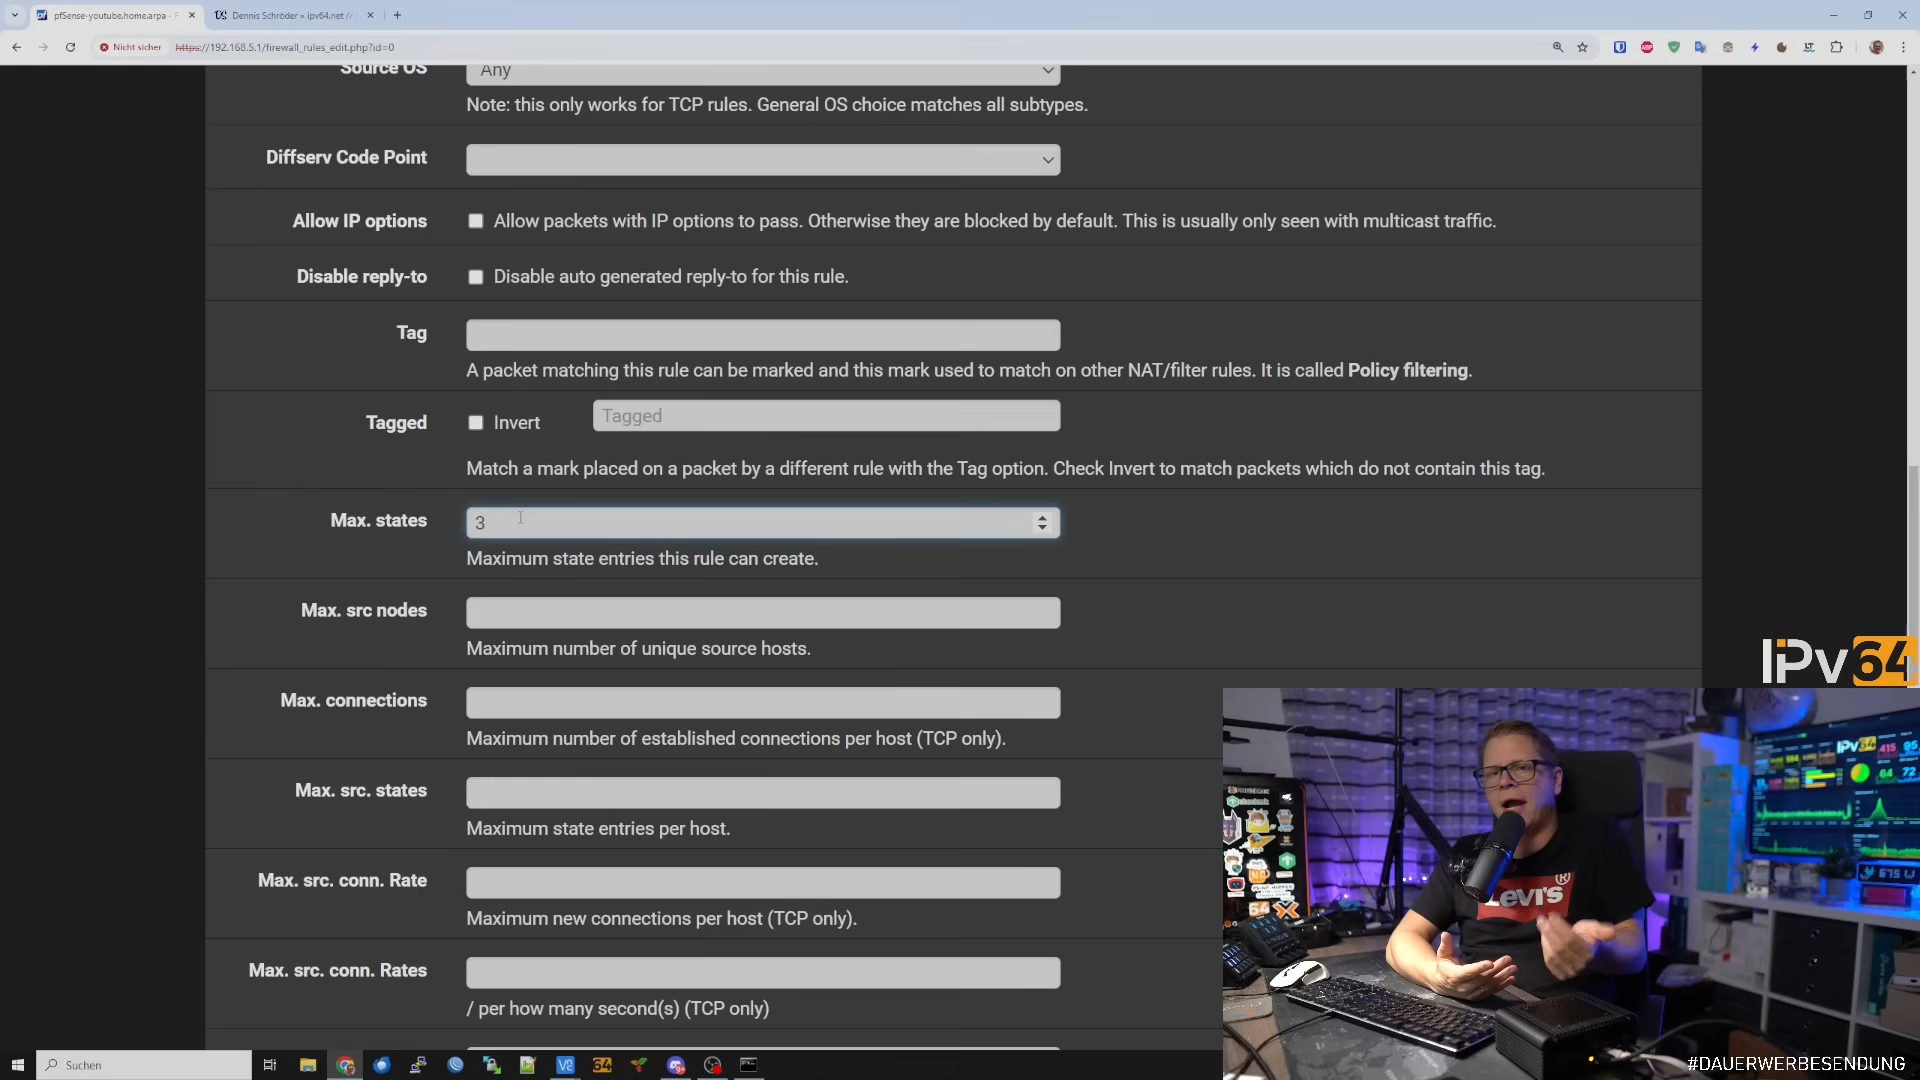 pfSense-youtube.home.arpa - F
Dennis Schröder = ipv64.net //
Nicht sicher
https://192.168.5.1/firewall_rules_edit.php?id=0
Source OS
Any
Note: this only works for TCP rules. General OS choice matches all subtypes.
Diffserv Code Point
Allow IP options
Allow packets with IP options to pass. Otherwise they are blocked by default. This is usually only seen with multicast traffic.
Disable reply-to
Disable auto generated reply-to for this rule.
Tag
A packet matching this rule can be marked and this mark used to match on other NAT/filter rules. It is called Policy filtering.
Tagged
Invert
Tagged
Match a mark placed on a packet by a different rule with the Tag option. Check Invert to match packets which do not contain this tag.
Max. states
3
Maximum state entries this rule can create.
Max. src nodes
Maximum number of unique source hosts.
IPv64
Max. connections
Maximum number of established connections per host (TCP only).
IPv64
415
95
64
72
Max. src. states
Maximum state entries per host.
675 W
Max. src. conn. Rate
Maximum new connections per host (TCP only).
Levi's
®
64
Max. src. conn. Rates
/ per how many second(s) (TCP only)
Suchen
V2
64
#DAUERWERBESENDUNG